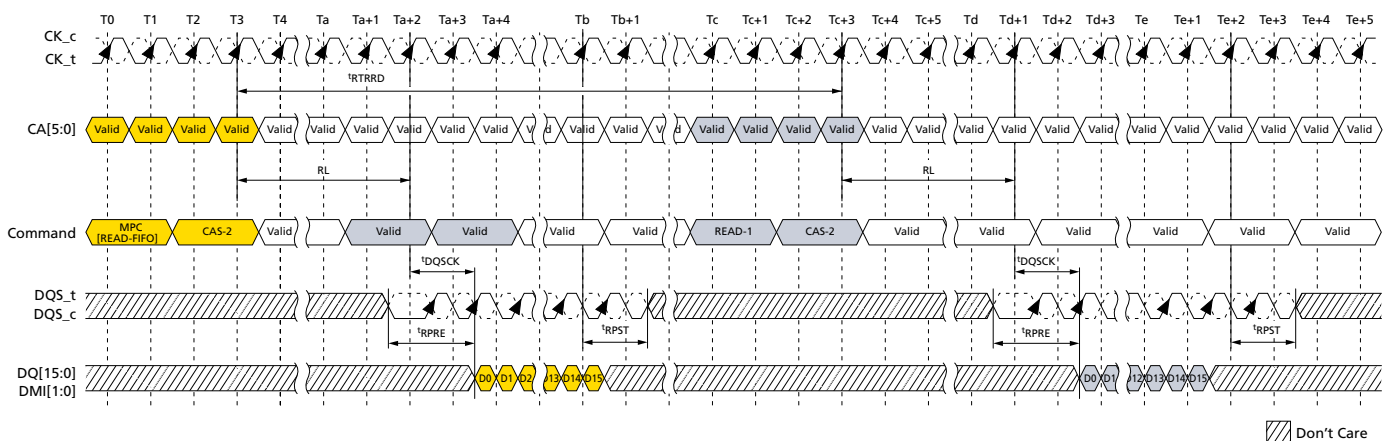 T0 T1 T2 T3 T4 Ta Ta+1 Ta+2 Ta+3 Ta+4 Tb Tb+1 Tc Tc+1 Tc+2 Tc+3 Tc+4 Tc+5 Td Td+1 Td+2 Td+3 Te Te+1 Te+2 Te+3 Te+4 Te+5
CK_c
CK_t
tRTRRD
CA[5:0] Valid Valid Valid Valid Valid Valid Valid Valid Valid Valid Valid Valid Valid Valid Valid Valid Valid Valid Valid Valid Valid Valid Valid Valid Valid Valid
RL RL
Command MPC [READ-FIFO] CAS-2 Valid Valid Valid Valid Valid READ-1 CAS-2 Valid Valid Valid Valid Valid Valid
tDQSCK tDQSCK
DQS_t
DQS_c
tRPRE tRPST tRPRE tRPST
DQ[15:0]
DMI[1:0]
D0 D1 D2 D13 D14 D15 D0 D1 D12 D13 D14 D15
Don't Care